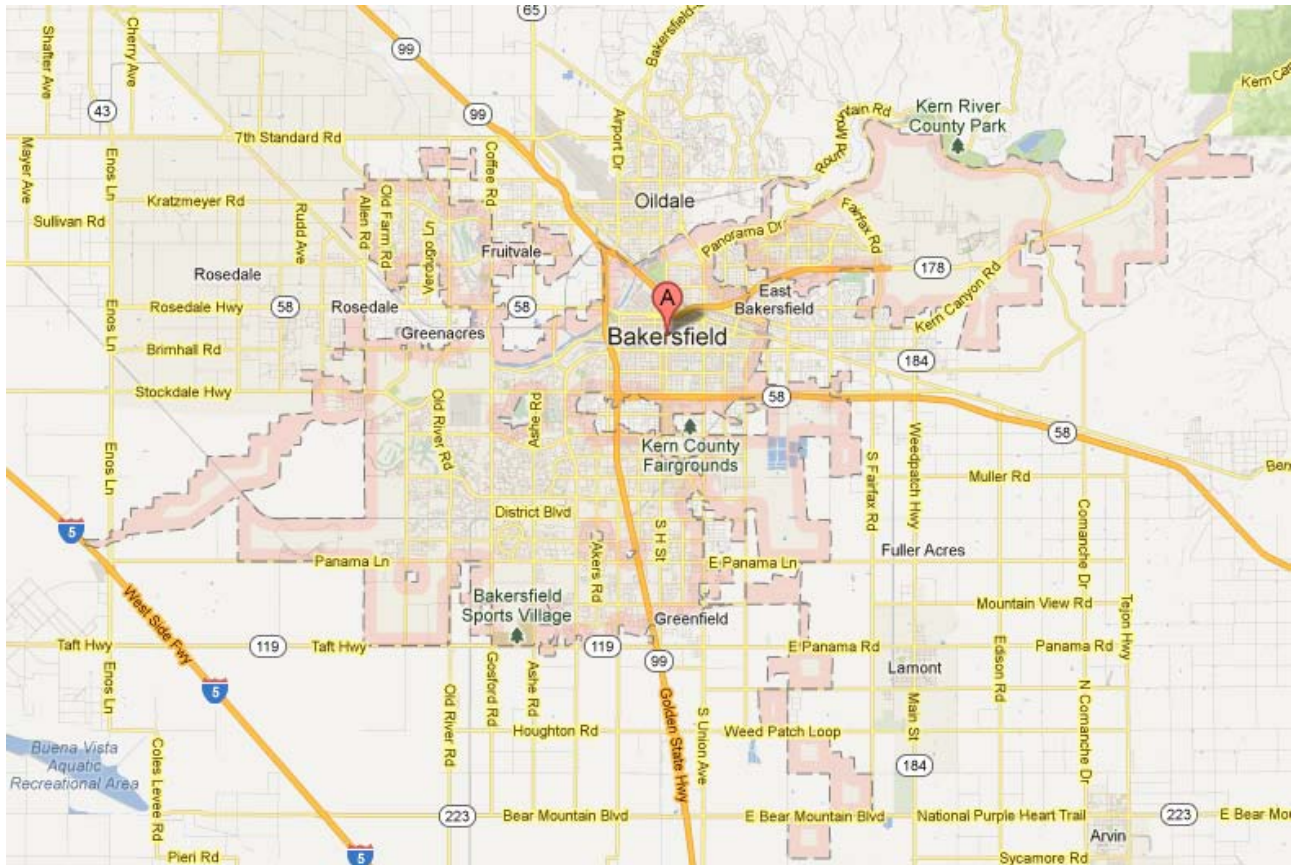 65
Shafter Ave
Cherry Ave
99
Bakersfield-
43
99
Kern River
County Park
Kern Can
7th Standard Rd
Coffee Rd
Airport Dr
Round Mou
ntain Rd
Mayer Ave
Enos Ln
Kratzmeyer Rd
Sullivan Rd
Rudd Ave
Allen Rd
Old Farm Rd
Verdugo Ln
Fruitvale
Oildale
Panorama Dr
Fairfax Rd
178
Rosedale
Rosedale Hwy
58
Rosedale
58
A
East
Bakersfield
Kern Canyon Rd
Greenacres
Bakersfield
Enos Ln
Brimhall Rd
184
Stockdale Hwy
Old River Rd
Ashe Rd
58
58
Kern County
Fairgrounds
Enos Ln
S Fairfax Rd
Weedpatch Hwy
Muller Rd
Ben
5
District Blvd
S H St
Comanche Dr
Fuller Acres
Panama Ln
Akers Rd
E Panama Ln
West Side Fwy
Bakersfield
Sports Village
Greenfield
Mountain View Rd
Tejon Hwy
Taft Hwy
119
Taft Hwy
119
99
E Panama Rd
Edison Rd
Panama Rd
Enos Ln
5
Old River Rd
Gosford Rd
Ashe Rd
Golden State Hwy
S Union Ave
Lamont
Main St
N Comanche Dr
Houghton Rd
Weed Patch Loop
Buena Vista
Aquatic
Recreational Area
Coles Levee Rd
184
223
Bear Mountain Blvd
E Bear Mountain Blvd
National Purple Heart Trail
223
E Bear Mou
Arvin
Pieri Rd
5
Sycamore Rd